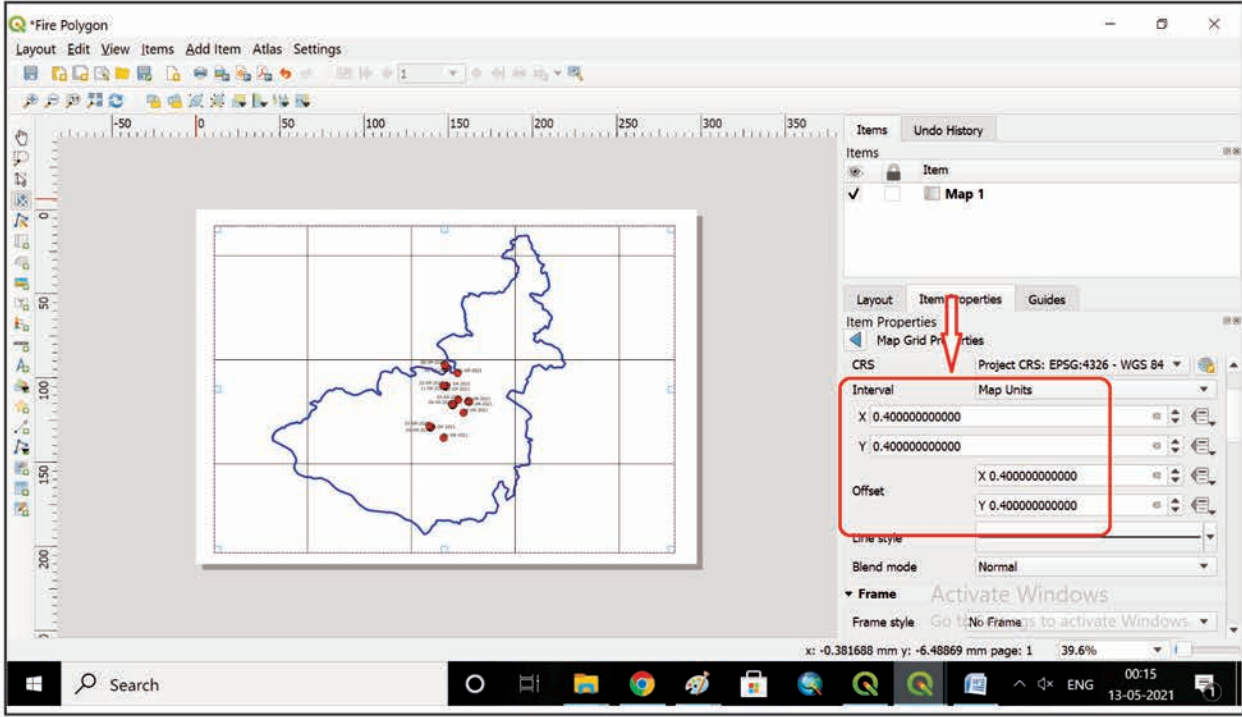 *Fire Polygon
Layout Edit View Items Add Item Atlas Settings
1
-50 0 50 100 150 200 250 300 350
0
50
100
150
200
Items Undo History
Items
Item
Map 1
Layout Item Properties Guides
Item Properties
Map Grid Properties
CRS Project CRS: EPSG:4326 - WGS 84
Interval Map Units
X 0.400000000000
Y 0.400000000000
Offset
X 0.400000000000
Y 0.400000000000
Line style
Blend mode Normal
Frame
Activate Windows
Frame style No Frame
Go to Settings to activate Windows.
x: -0.381688 mm y: -6.48869 mm page: 1 39.6%
Search
ENG
00:15
13-05-2021
1